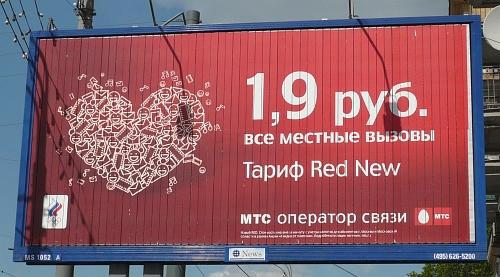 1,9 руб.
все местные вызовы
Тариф Red New
мтс оператор связи
МТС
MS 1052 A
News
(495) 626-5200